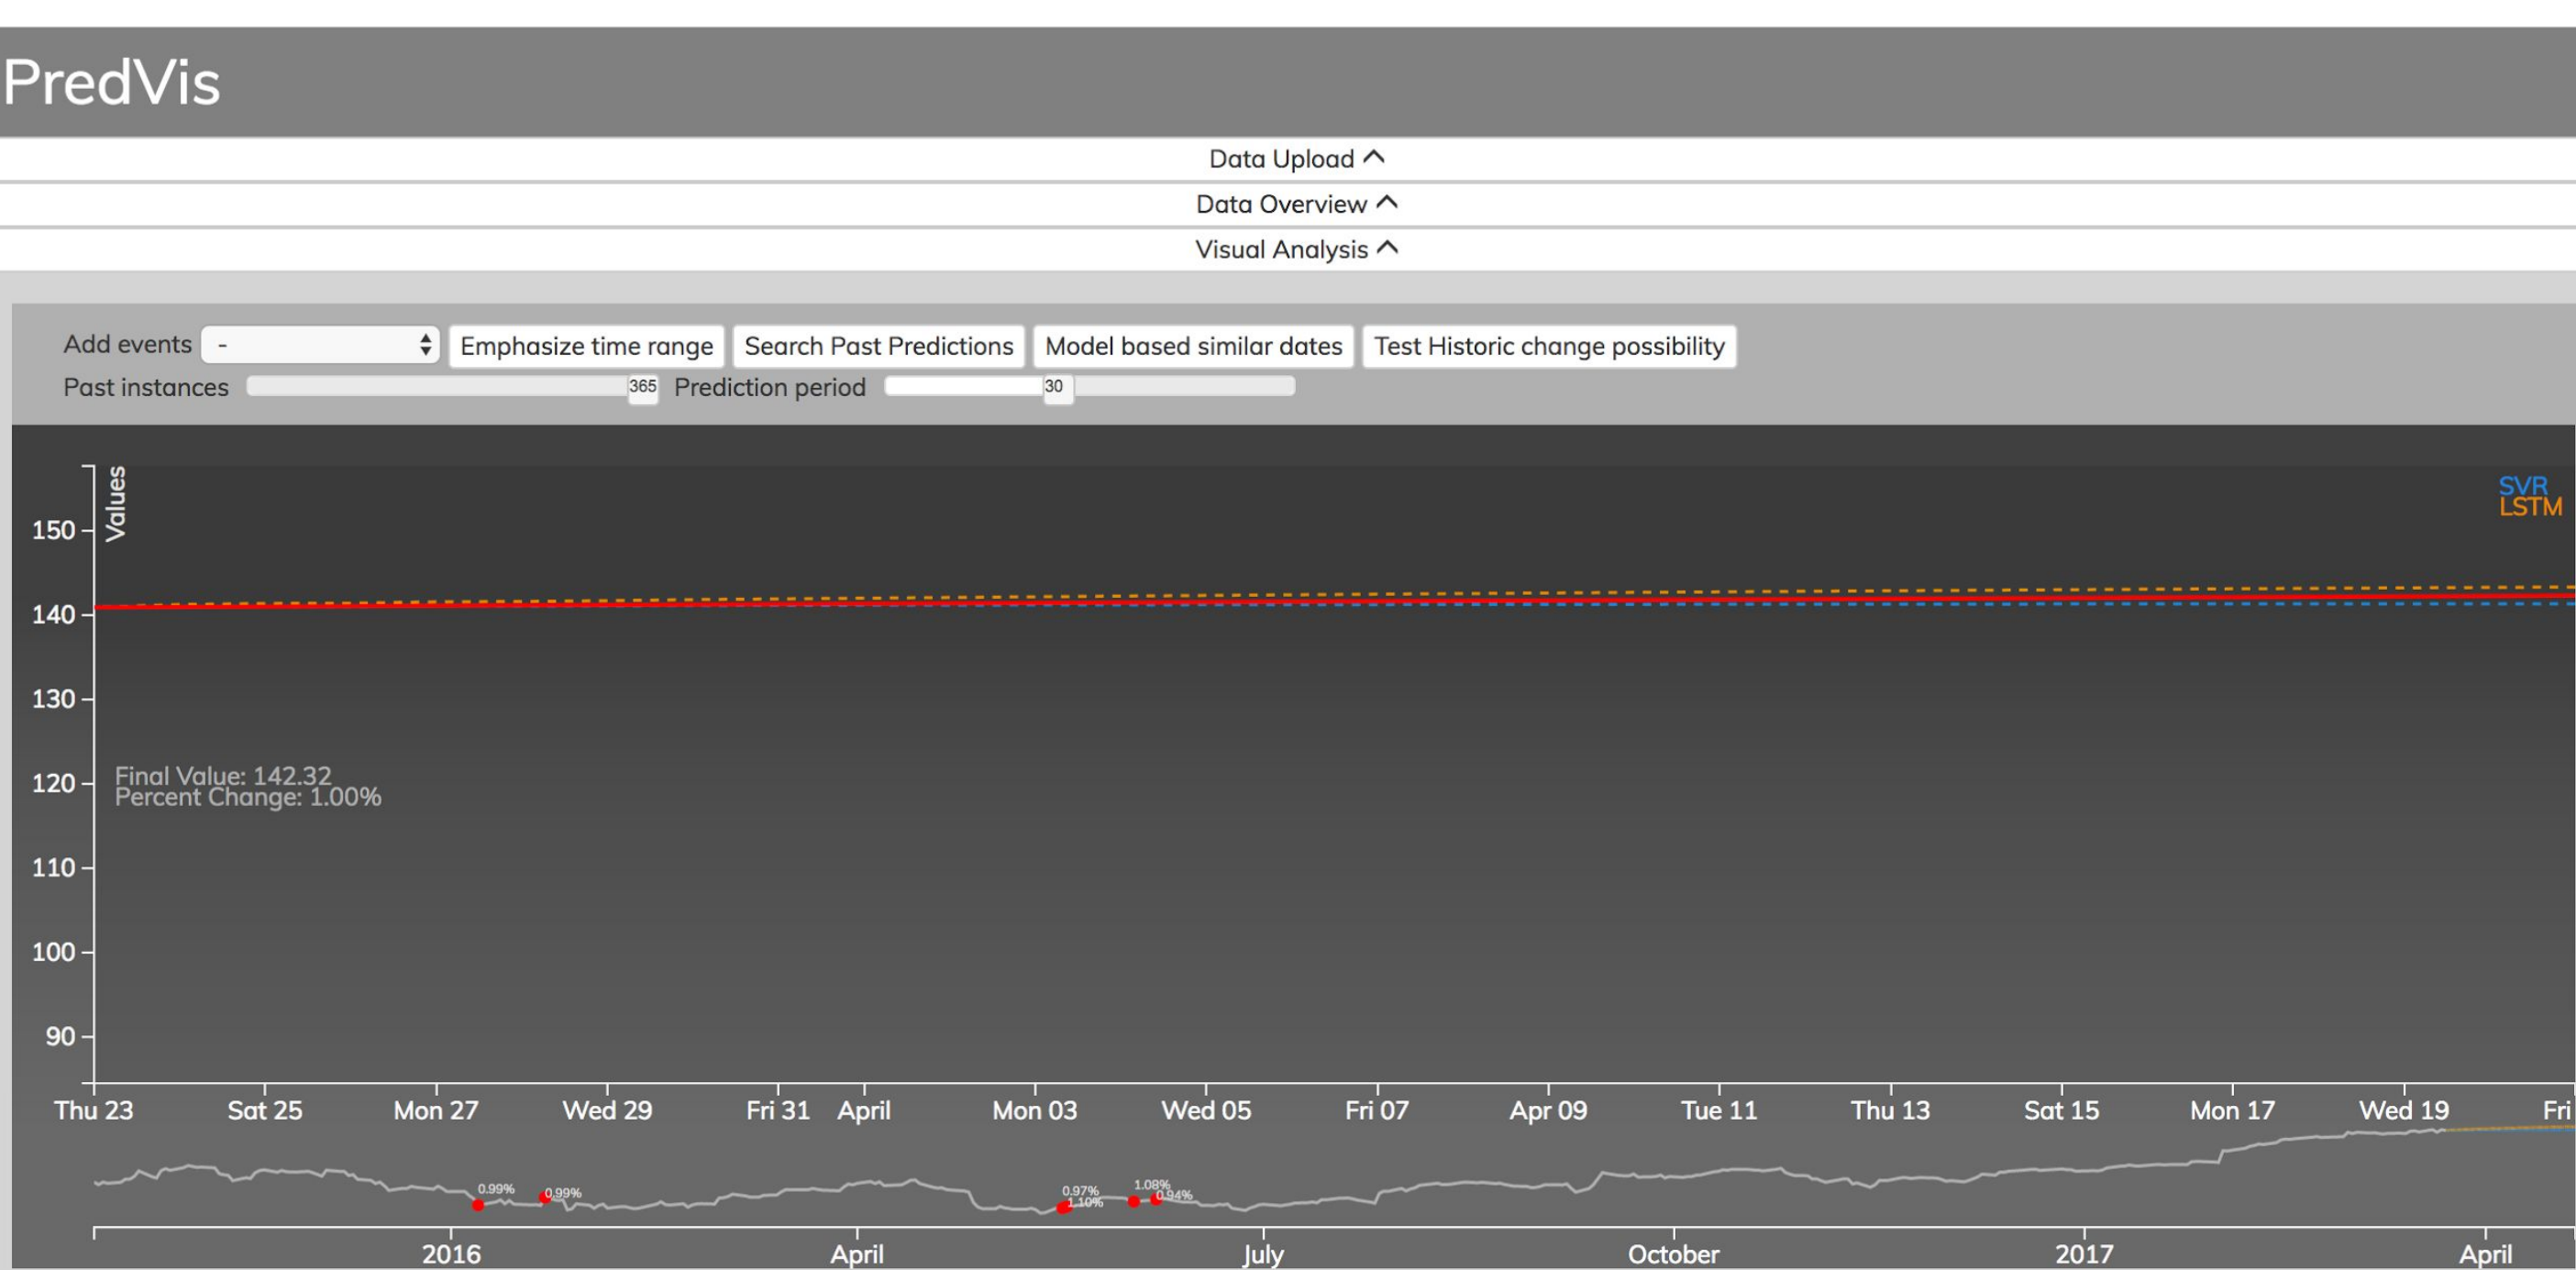 PredVis
Data Upload
Data Overview
Visual Analysis
Add events - Emphasize time range Search Past Predictions Model based similar dates Test Historic change possibility
Past instances 365 Prediction period 30
Values
SVR
LSTM
150
140
130
120
110
100
90
Final Value: 142.32
Percent Change: 1.00%
Thu 23 Sat 25 Mon 27 Wed 29 Fri 31 April Mon 03 Wed 05 Fri 07 Apr 09 Tue 11 Thu 13 Sat 15 Mon 17 Wed 19 Fri
0.99% 0.99% 0.97% 1.10% 1.08% 0.94%
2016 April July October 2017 April